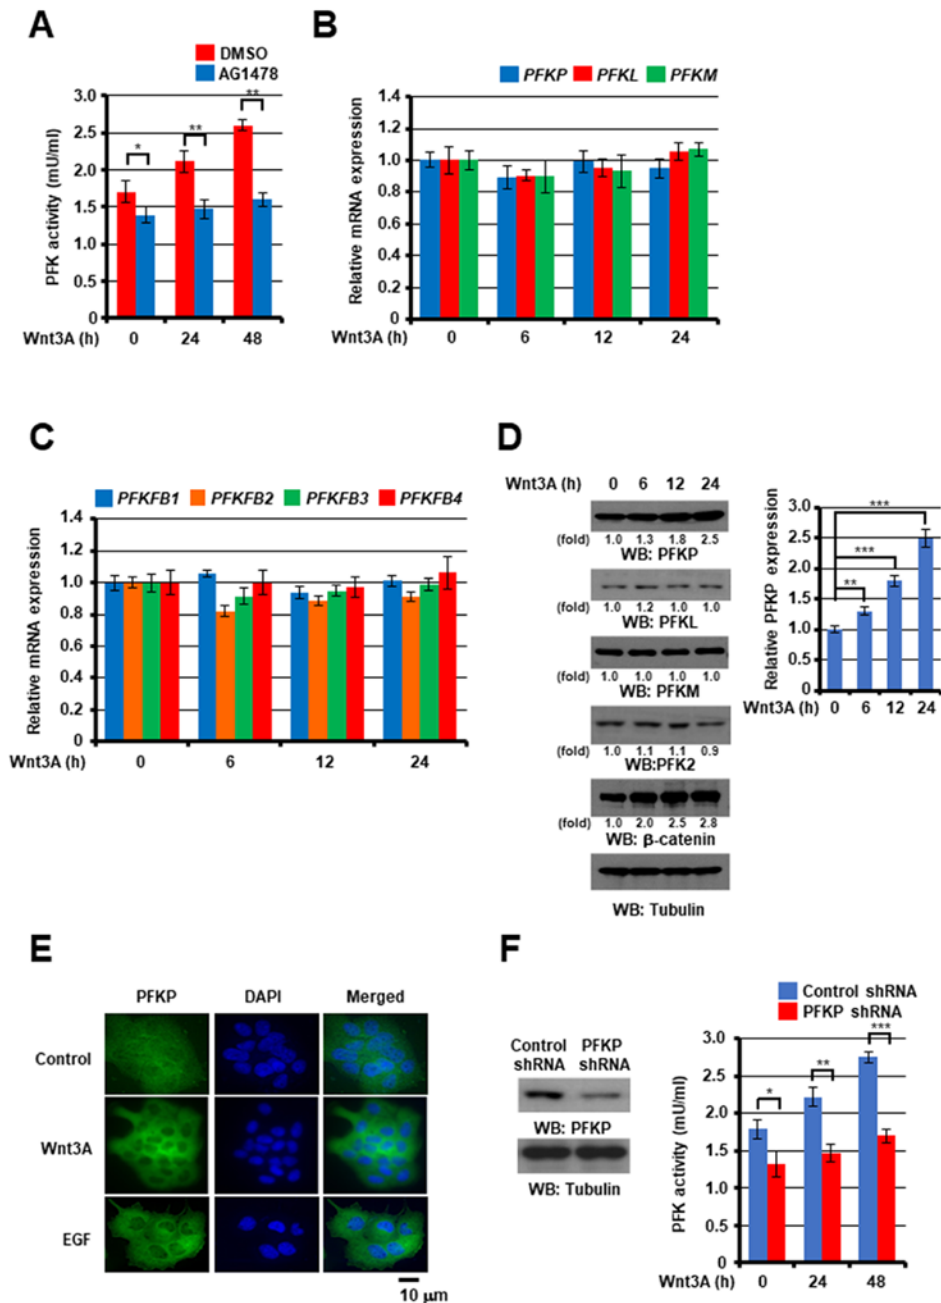 A
DMSO
AG1478
PFK activity (mU/ml)
3.0
2.5
2.0
1.5
1.0
0.5
0
*
**
**
Wnt3A (h)
0 24 48
B
PFKP PFKL PFKM
Relative mRNA expression
1.4
1.2
1.0
0.8
0.6
0.4
0.2
0
Wnt3A (h)
0 6 12 24
C
PFKFB1 PFKFB2 PFKFB3 PFKFB4
Relative mRNA expression
1.4
1.2
1.0
0.8
0.6
0.4
0.2
0
Wnt3A (h)
0 6 12 24
D
Wnt3A (h) 0 6 12 24
(fold) 1.0 1.3 1.8 2.5
WB: PFKP
1.0 1.2 1.0 1.0
WB: PFKL
1.0 1.0 1.0 1.0
WB: PFKM
(fold) 1.0 1.1 1.1 0.9
WB:PFK2
(fold) 1.0 2.0 2.5 2.8
WB: β-catenin
WB: Tubulin
Relative PFKP expression
3.0
2.5
2.0
1.5
1.0
0.5
0
***
***
**
Wnt3A (h) 0 6 12 24
E
PFKP DAPI Merged
Control
Wnt3A
EGF
10 μm
F
Control shRNA
PFKP shRNA
Control PFKP
shRNA shRNA
WB: PFKP
WB: Tubulin
PFK activity (mU/ml)
3.0
2.5
2.0
1.5
1.0
0.5
0
*
**
***
Wnt3A (h) 0 24 48